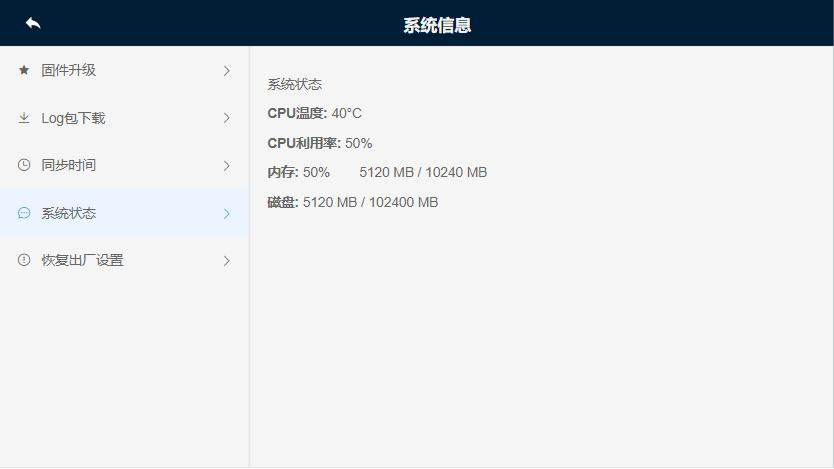 系统信息
固件升级
Log包下载
同步时间
系统状态
恢复出厂设置
系统状态
CPU温度: 40°C
CPU利用率: 50%
内存: 50% 5120 MB / 10240 MB
磁盘: 5120 MB / 102400 MB